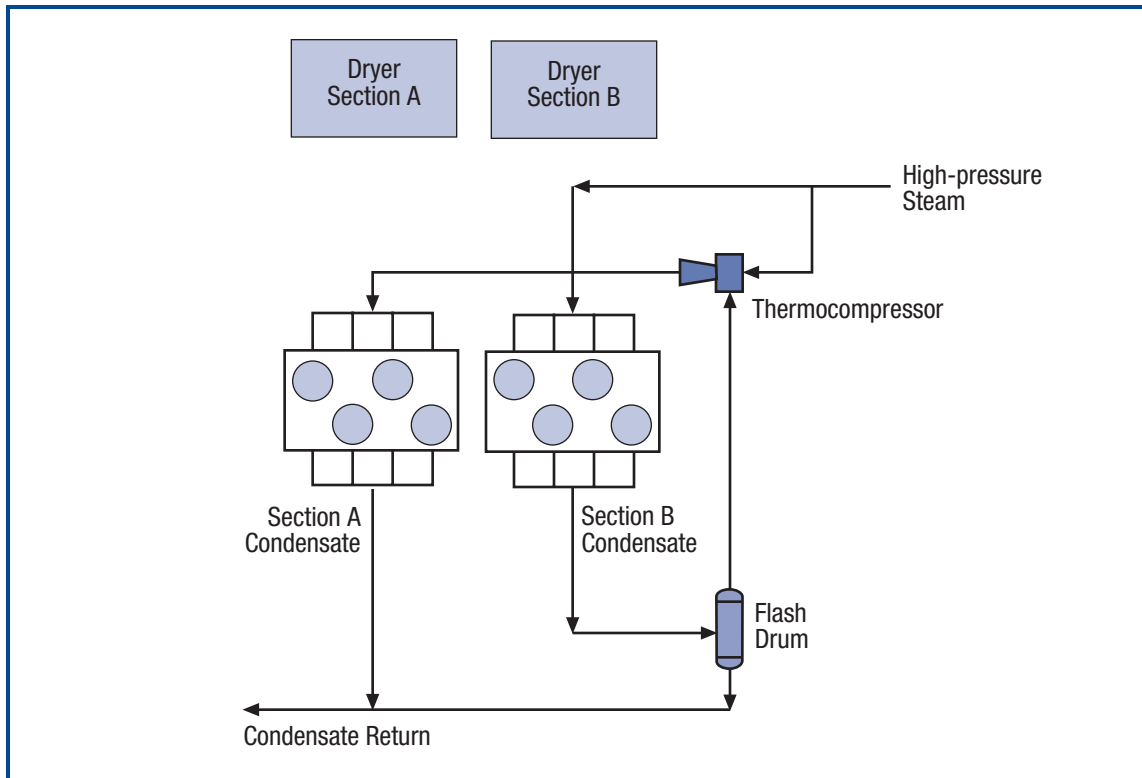 Dryer
Section A
Dryer
Section B
High-pressure
Steam
Thermocompressor
Section A
Condensate
Section B
Condensate
Flash
Drum
Condensate Return